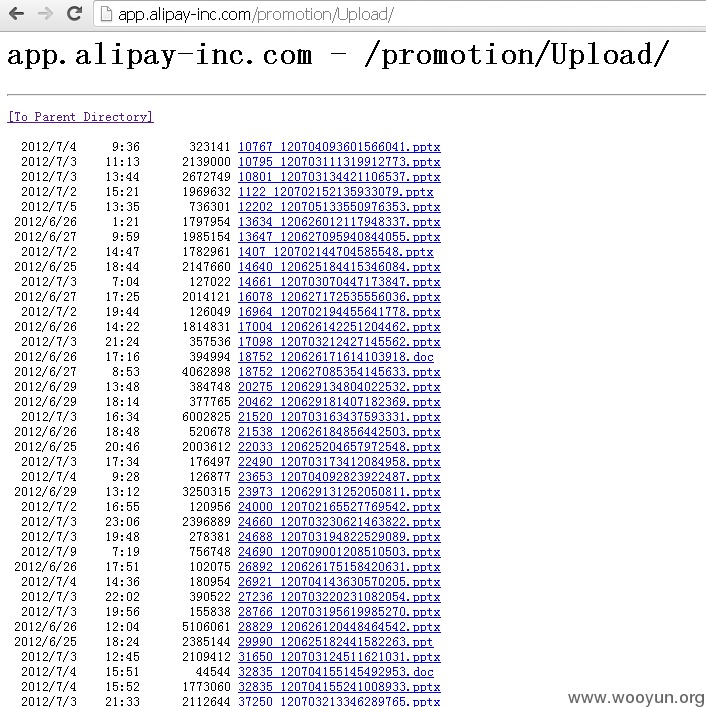 app.alipay-inc.com/promotion/Upload/
app.alipay-inc.com - /promotion/Upload/
[To Parent Directory]
2012/7/4 9:36 323141 10767_120704093601566041.pptx
2012/7/3 11:13 2139000 10795_120703111319912773.pptx
2012/7/3 13:44 2672749 10801_120703134421106537.pptx
2012/7/2 15:21 1969632 1122_120702152135933079.pptx
2012/7/5 13:35 736301 12202_120705133550976353.pptx
2012/6/26 1:21 1797954 13634_120626012117948337.pptx
2012/6/27 9:59 1985154 13647_120627095940844055.pptx
2012/7/2 14:47 1782961 1407_120702144704585548.pptx
2012/6/25 18:44 2147660 14640_120625184415346084.pptx
2012/7/3 7:04 127022 14661_120703070447173847.pptx
2012/6/27 17:25 2014121 16078_120627172535556036.pptx
2012/7/2 19:44 126049 16964_120702194455641778.pptx
2012/6/26 14:22 1814831 17004_120626142251204462.pptx
2012/7/3 21:24 357536 17098_120703212427145562.pptx
2012/6/26 17:16 394994 18752_120626171614103918.doc
2012/6/27 8:53 4062898 18752_120627085354145633.pptx
2012/6/29 13:48 384748 20275_120629134804022532.pptx
2012/6/29 18:14 377765 20462_120629181407182369.pptx
2012/7/3 16:34 6002825 21520_120703163437593331.pptx
2012/6/26 18:48 520678 21538_120626184856442503.pptx
2012/6/25 20:46 2003612 22033_120625204657972548.pptx
2012/7/3 17:34 176497 22490_120703173412084958.pptx
2012/7/4 9:28 126877 23653_120704092823922487.pptx
2012/6/29 13:12 3250315 23973_120629131252050811.pptx
2012/7/2 16:55 120956 24000_120702165527769542.pptx
2012/7/3 23:06 2396889 24660_120703230621463822.pptx
2012/7/3 19:48 278381 24688_120703194822529089.pptx
2012/7/9 7:19 756748 24690_120709001208510503.pptx
2012/6/26 17:51 102075 26892_120626175158420631.pptx
2012/7/4 14:36 180954 26921_120704143630570205.pptx
2012/7/3 22:02 390522 27236_120703220231082054.pptx
2012/7/3 19:56 155838 28766_120703195619985270.pptx
2012/6/26 12:04 5106061 28829_120626120448464542.pptx
2012/6/25 18:24 2385144 29990_120625182441582263.ppt
2012/7/3 12:45 2109412 31650_120703124511621031.pptx
2012/7/4 15:51 44544 32835_120704155145492953.doc
2012/7/4 15:52 1773060 32835_120704155241008933.pptx
2012/7/3 21:33 2112644 37250_120703213346289765.pptx
www.wooyun.org